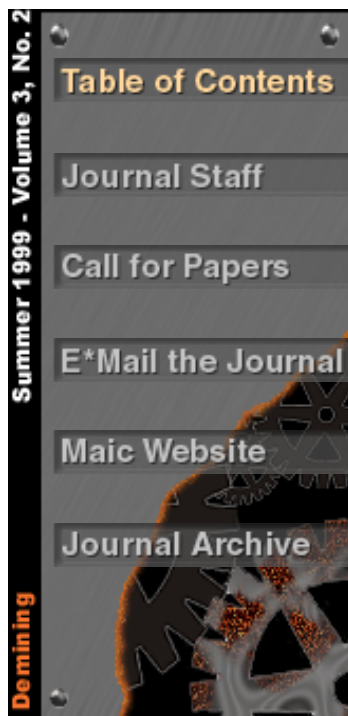 Summer 1999 - Volume 3, No. 2
Demining
Table of Contents
Journal Staff
Call for Papers
E*Mail the Journal
Maic Website
Journal Archive